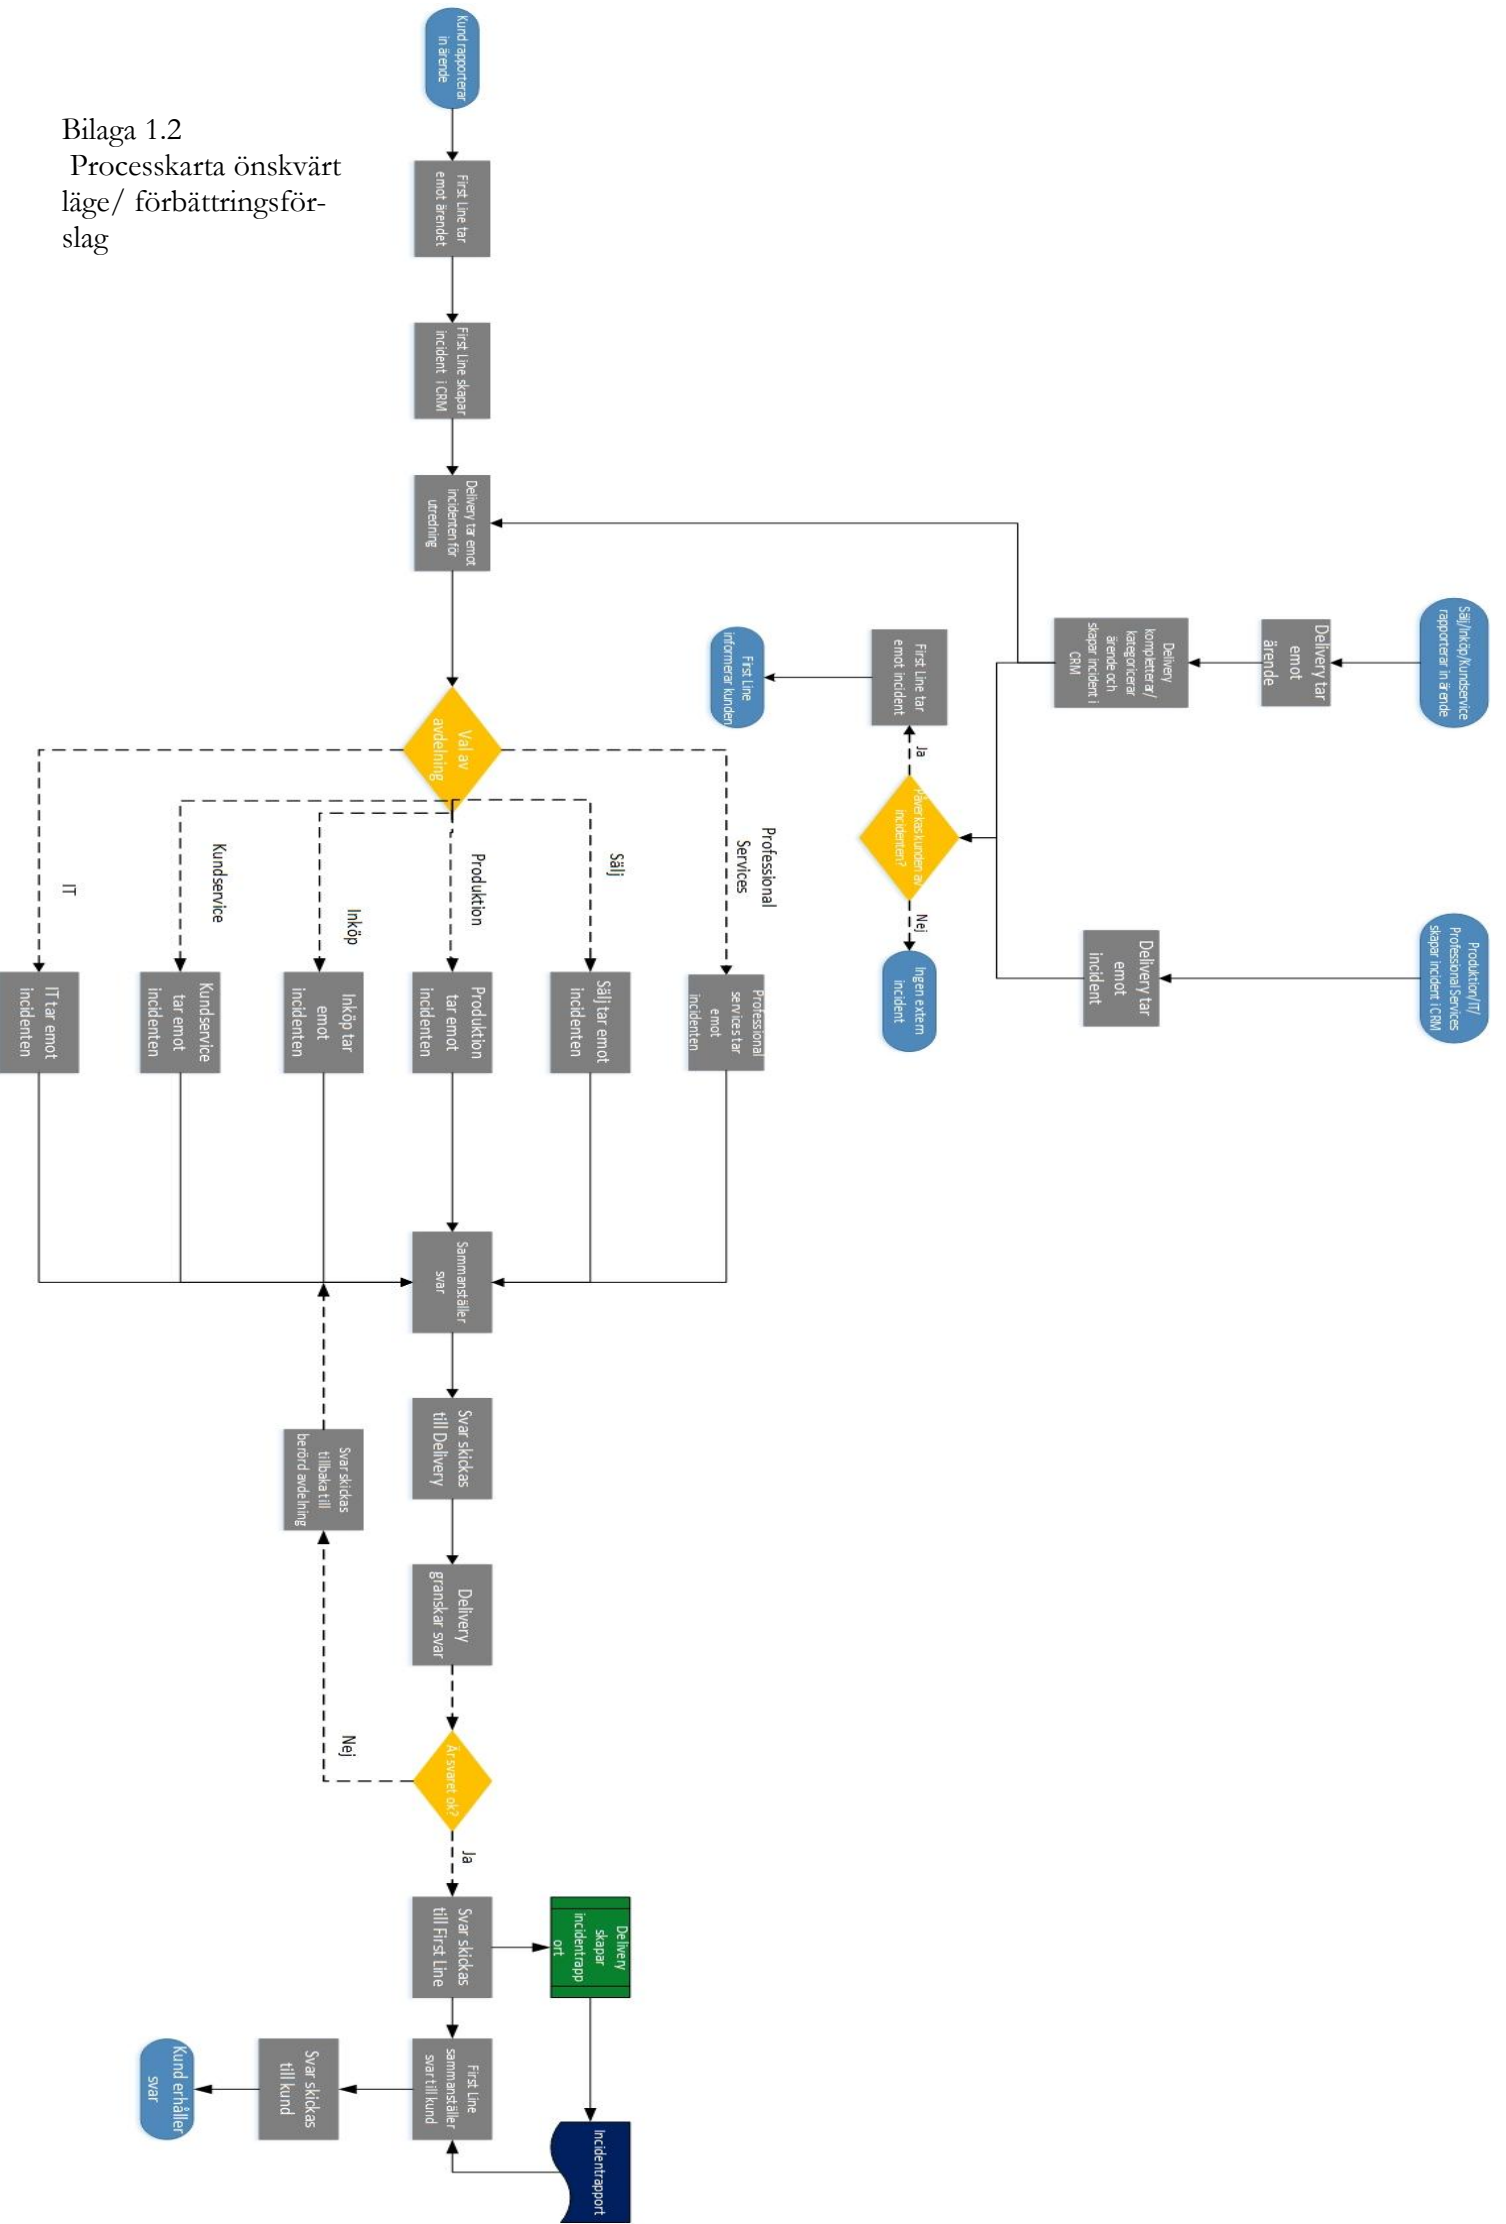 Bilaga 1.2
Processkarta önskvärt
läge/ förbättringsför-
slag
Kund rapporterar
in ärende
First Line tar
emot ärendet
First Line skapar
incident i CRM
Delivery tar emot
incidenten för
utredning
Sälj/Inköp/Kundservice
rapporterar in ärende
Delivery tar
emot
ärende
Delivery
kompletterar/
kategoricerar
ärende och
skapar incident i
CRM
Produktion/IT/
Professional Services
skapar incident i CRM
Delivery tar
emot
incident
Påverkas kunden av
incidenten?
Ja
First Line tar
emot incident
First Line
informerar kunden
Nej
Ingen extern
incident
Val av
avdelning
Professional
Services
Sälj
Produktion
Inköp
Kundservice
IT
Professional
services tar
emot
incidenten
Sälj tar emot
incidenten
Produktion
tar emot
incidenten
Inköp tar
emot
incidenten
Kundservice
tar emot
incidenten
IT tar emot
incidenten
Sammanställer
svar
Svar skickas
till Delivery
Delivery
granskar svar
Är svaret ok?
Nej
Svar skickas
tillbaka till
berörd avdelning
Ja
Svar skickas
till First Line
Delivery
skapar
incidentrapp
ort
Incidentrapport
First Line
sammanställer
svar till kund
Svar skickas
till kund
Kund erhåller
svar